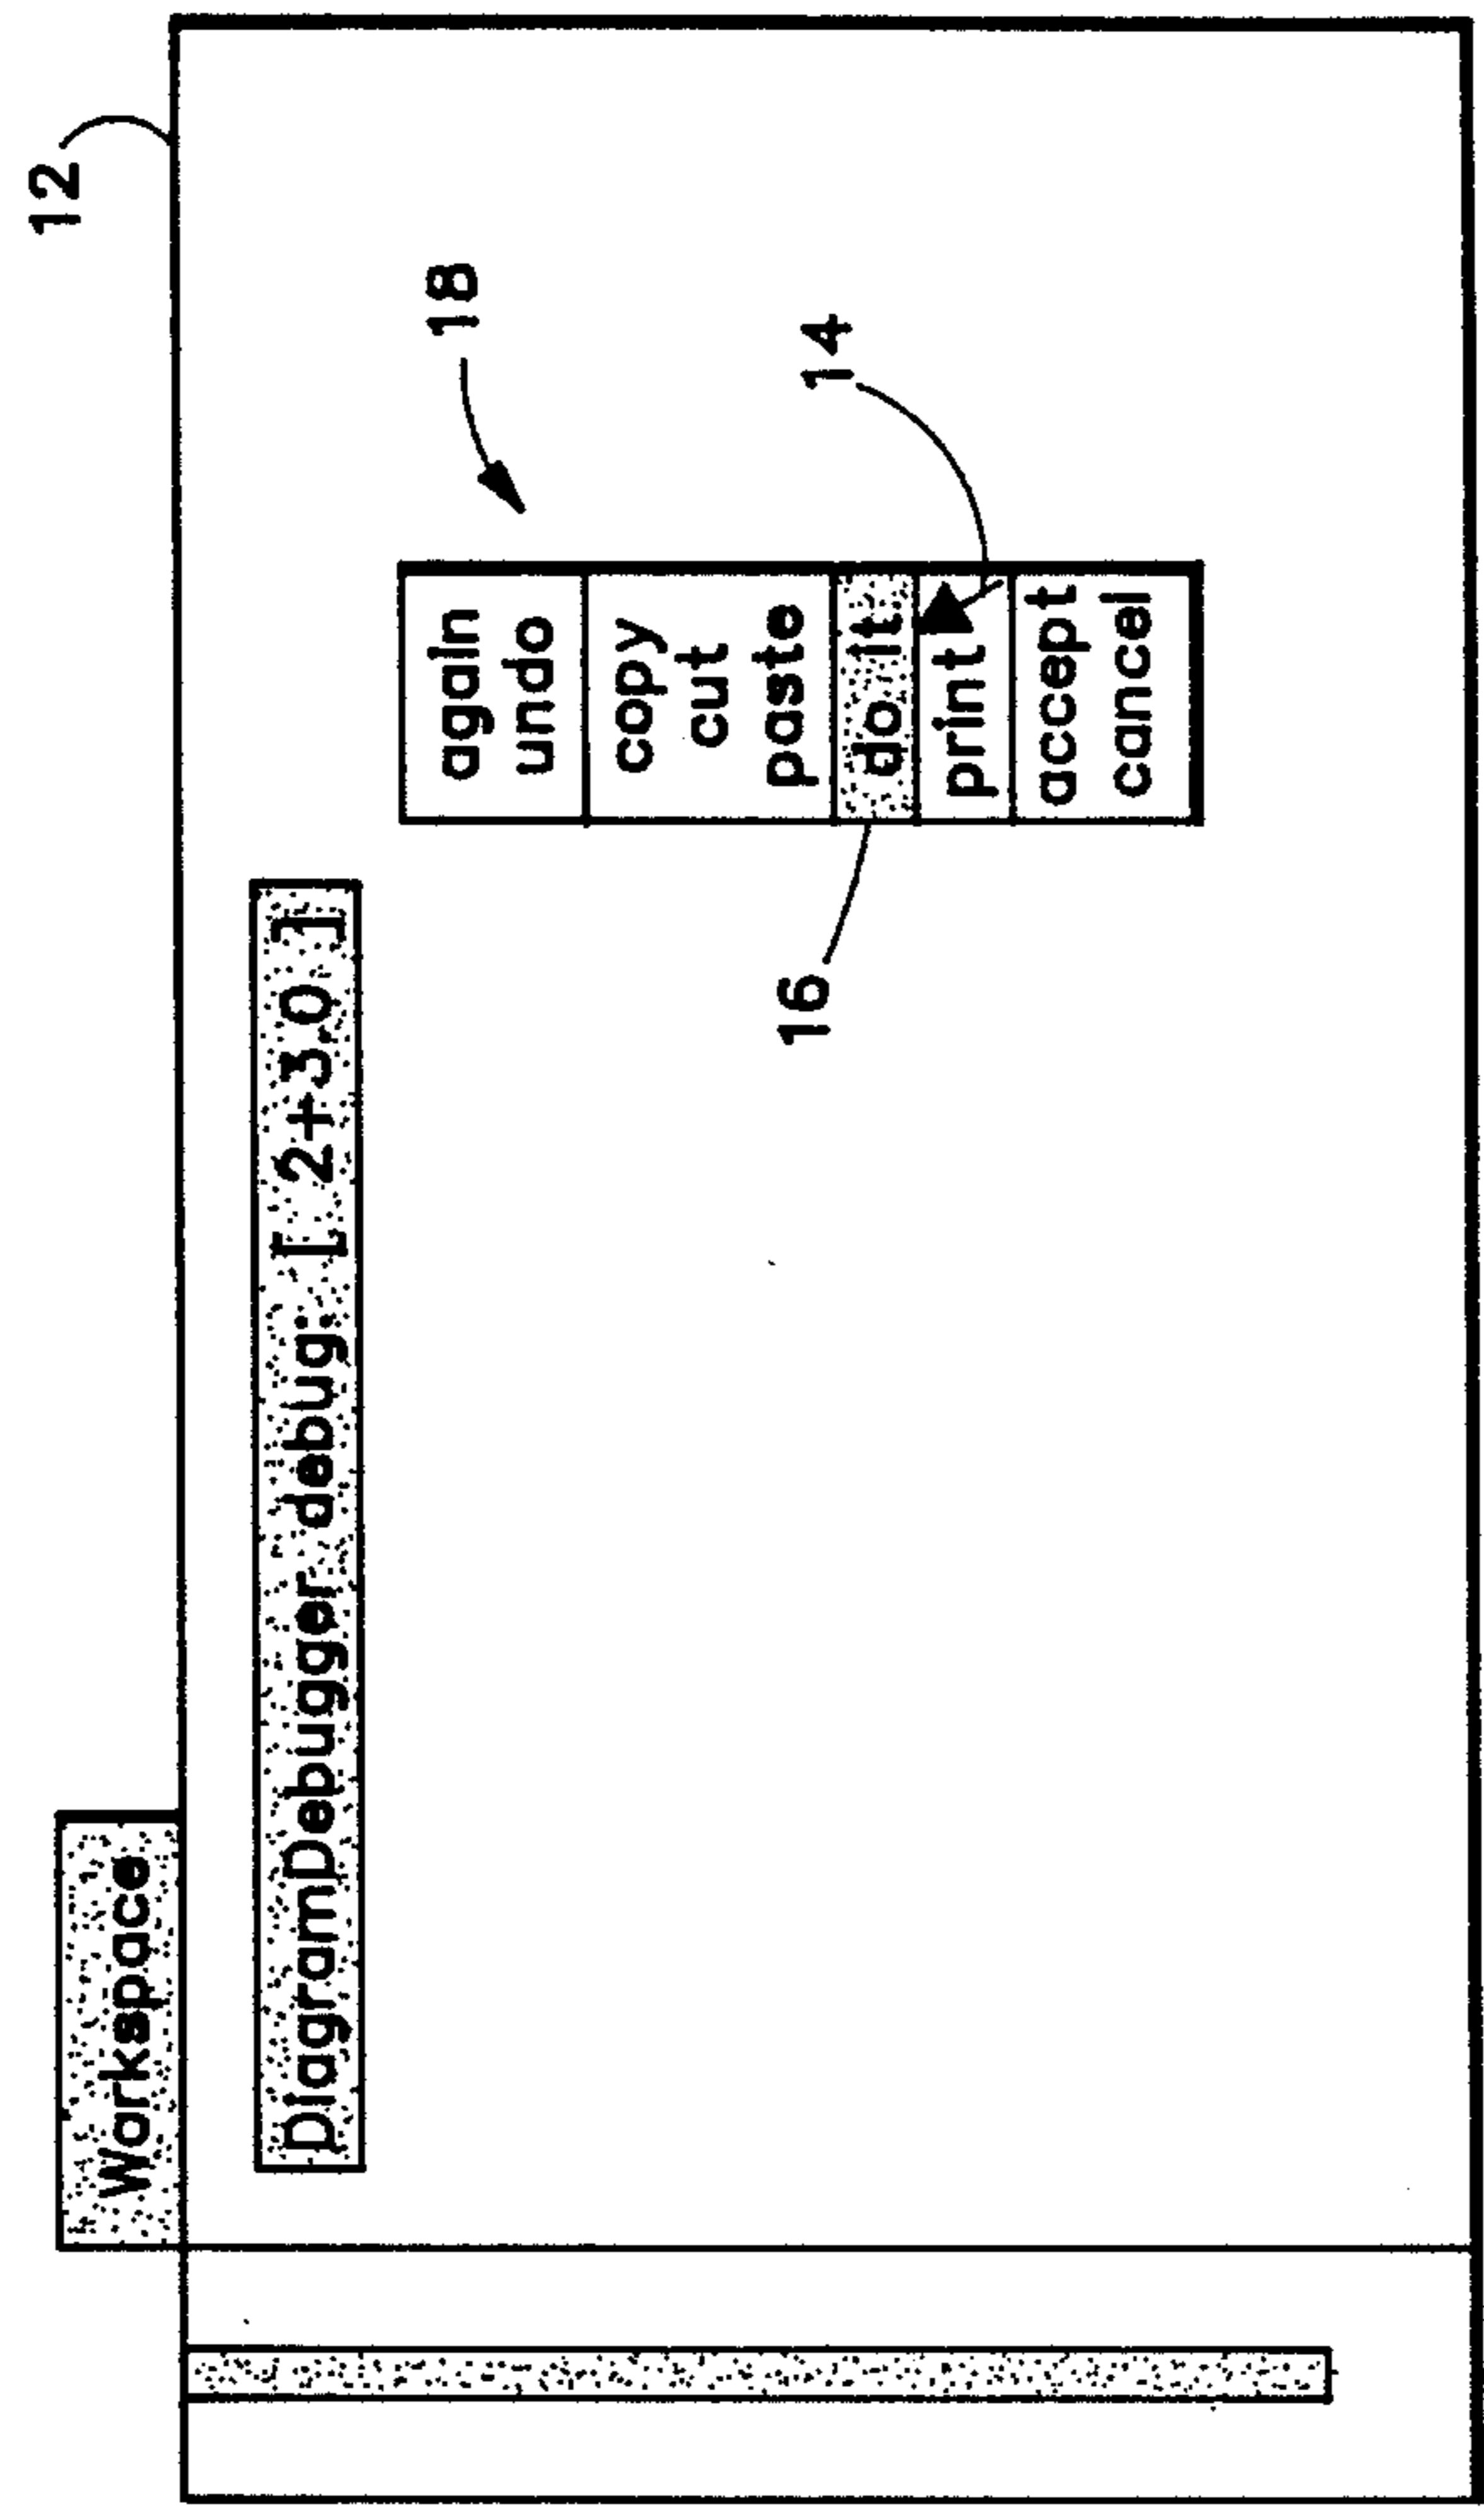 12
Workspace
DiagramDebugger debug: [ 2+3.0 ]
18
again
undo
copy
cut
14
paste
16
do it
print
accept
cancel